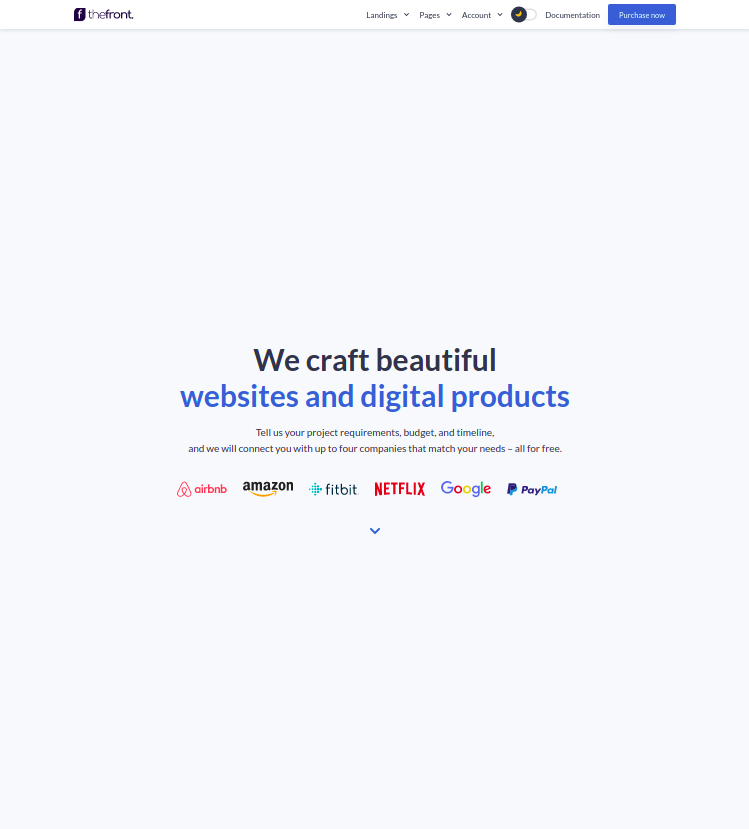 thefront.
Landings
Pages
Account
Documentation
Purchase now
We craft beautiful
websites and digital products
Tell us your project requirements, budget, and timeline,
and we will connect you with up to four companies that match your needs – all for free.
airbnb
amazon
fitbit
NETFLIX
Google
PayPal